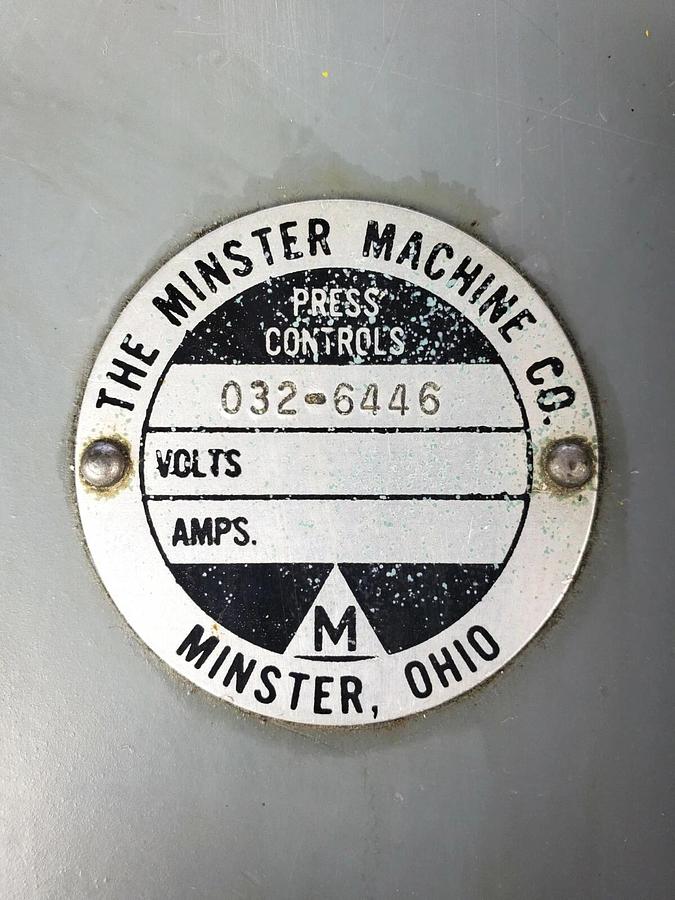 THE MINSTER MACHINE CO.
PRESS
CONTROLS
032-6446
VOLTS
AMPS.
M
MINSTER, OHIO